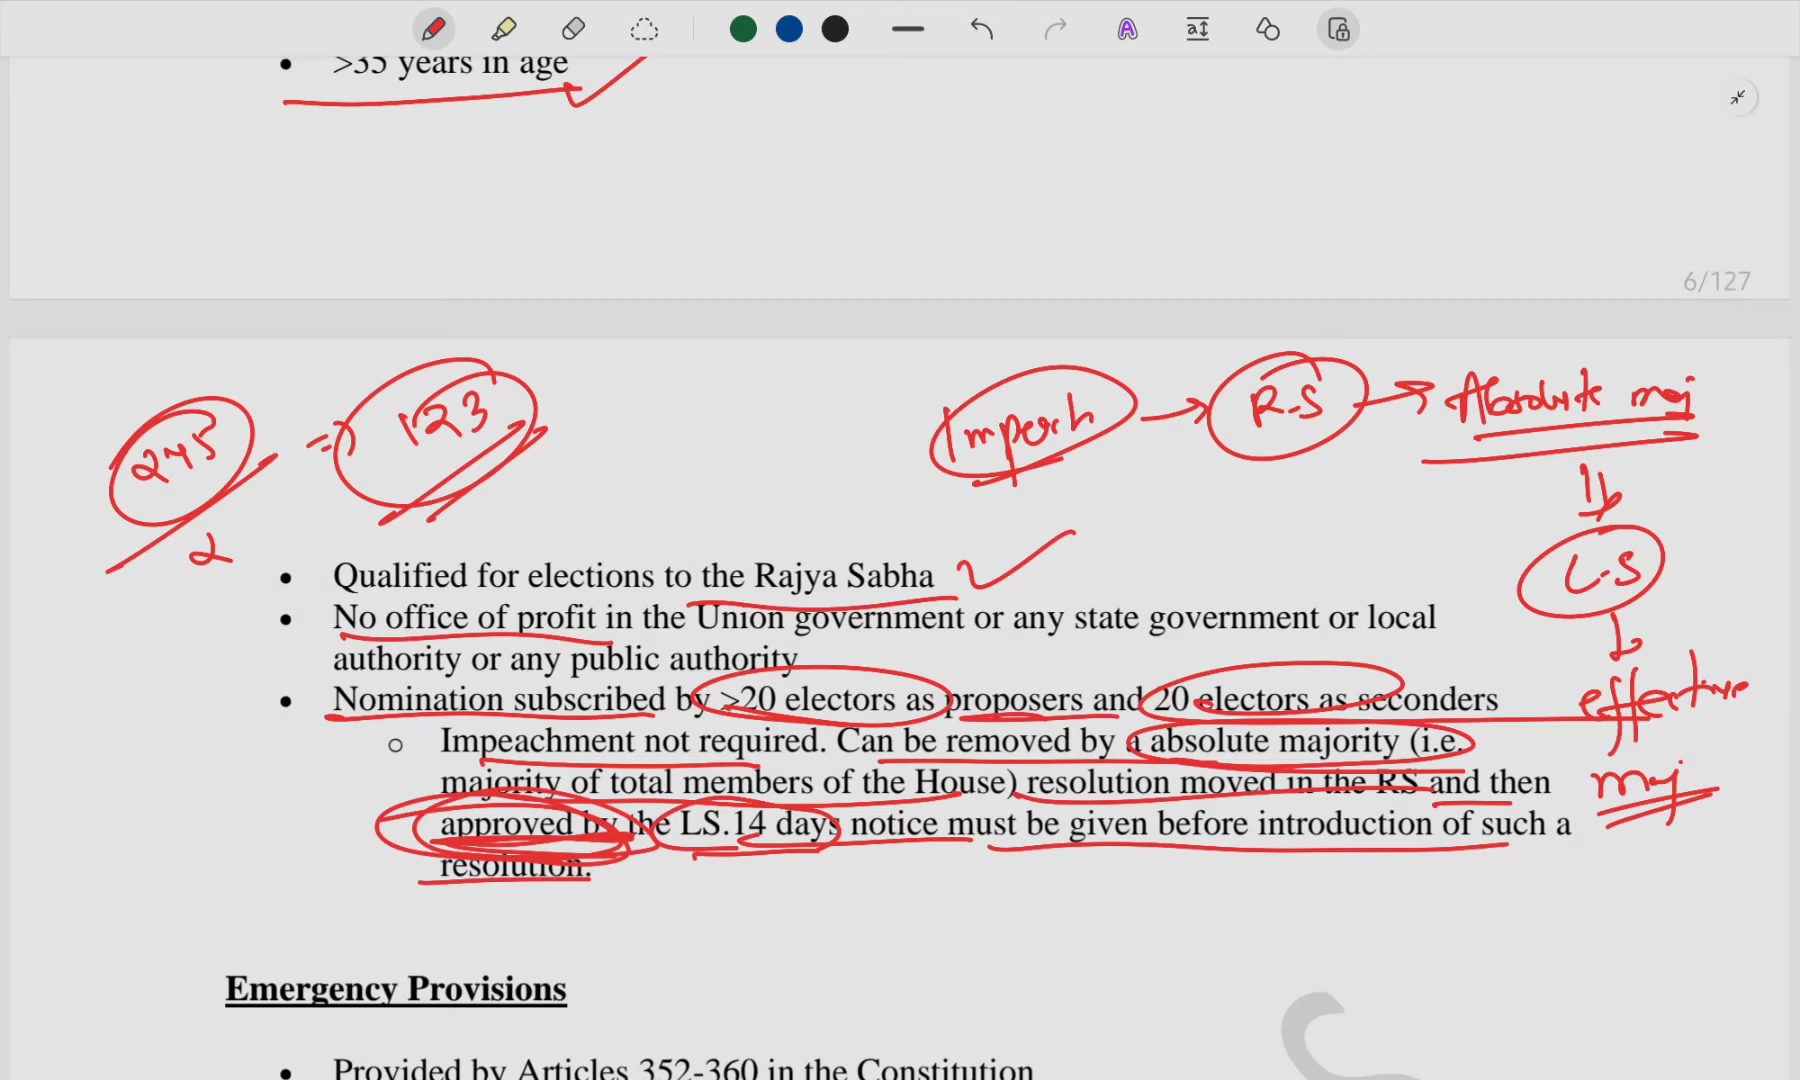 >35 years in age
6/127
245
2
=)
123
Impech
R.S
Absolute maj
L.S
effective
maj
• Qualified for elections to the Rajya Sabha
• No office of profit in the Union government or any state government or local
authority or any public authority
• Nomination subscribed by >20 electors as proposers and 20 electors as seconders
o Impeachment not required. Can be removed by a absolute majority (i.e.
majority of total members of the House) resolution moved in the RS and then
approved by the LS.14 days notice must be given before introduction of such a
resolution.
Emergency Provisions
• Provided by Articles 352-360 in the Constitution